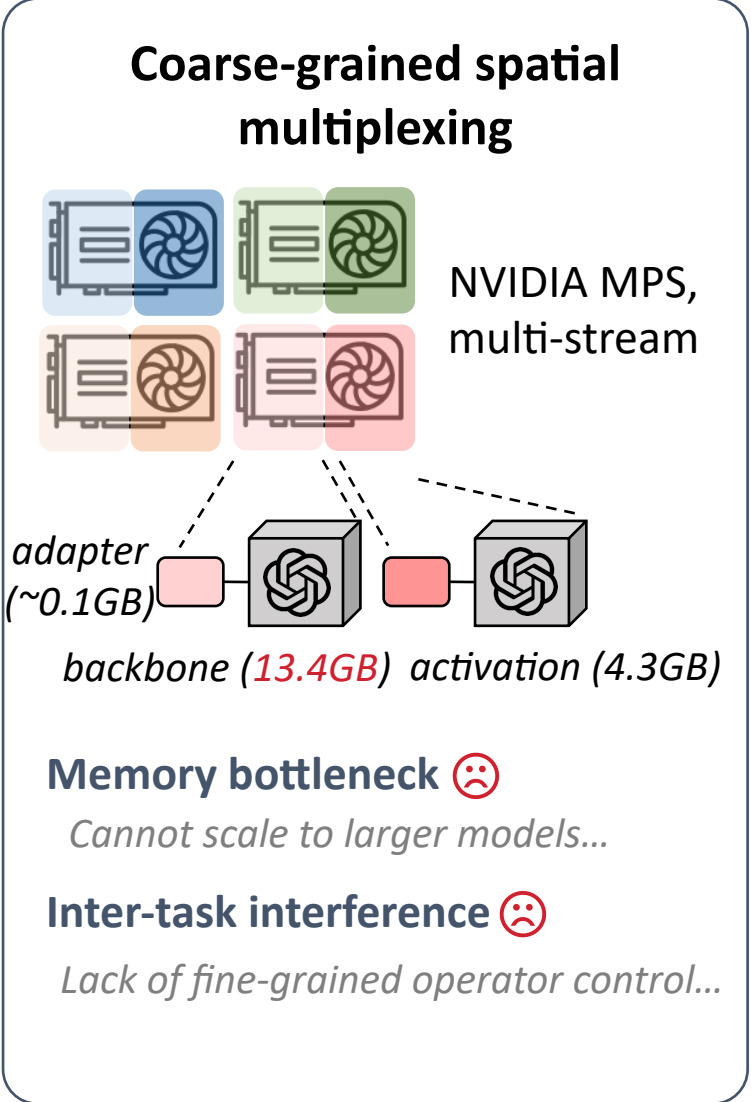 Coarse-grained spatial
multiplexing
NVIDIA MPS,
multi-stream
adapter
(~0.1GB)
backbone (13.4GB)
activation (4.3GB)
Memory bottleneck
Cannot scale to larger models...
Inter-task interference
Lack of fine-grained operator control...